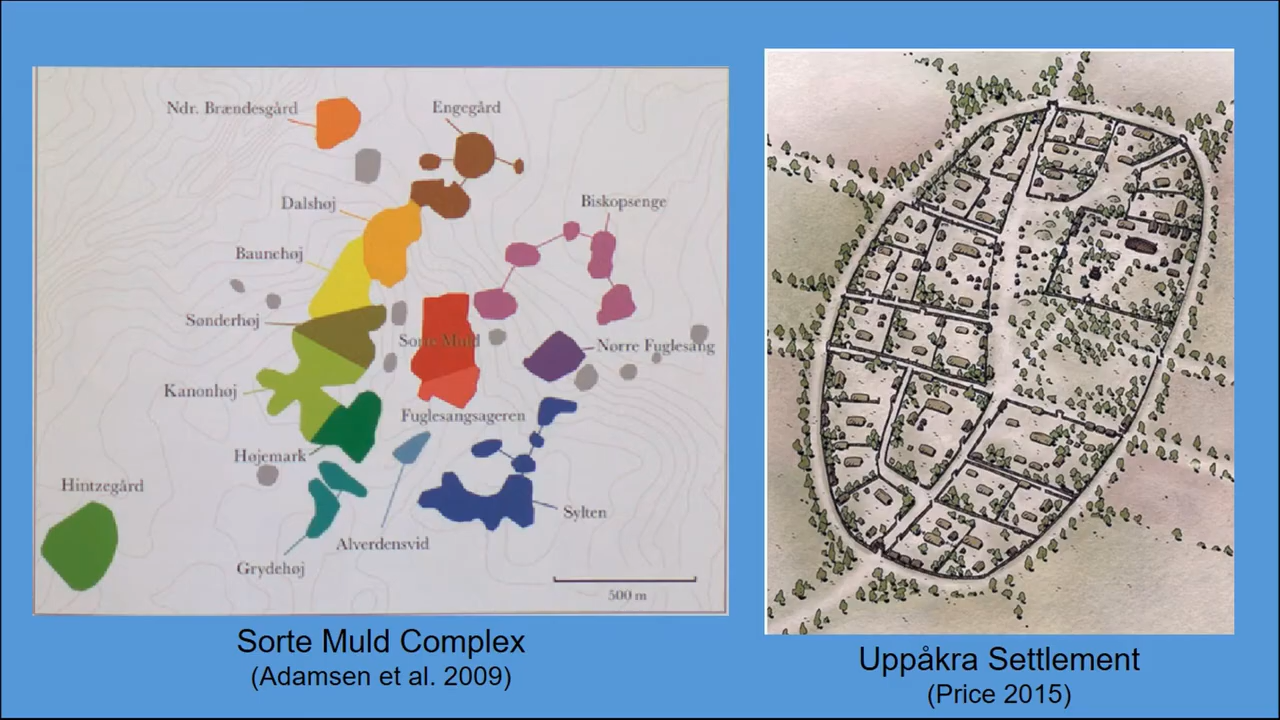 Ndr. Brændesgård
Engegård
Dalshøj
Biskopsenge
Baunehøj
Sønderhøj
Sorte Muld
Nørre Fuglesang
Kanonhøj
Fuglesangsageren
Højemark
Hintzegård
Sylten
Alverdensvid
Grydehøj
500 m
Sorte Muld Complex
(Adamsen et al. 2009)
Uppåkra Settlement
(Price 2015)